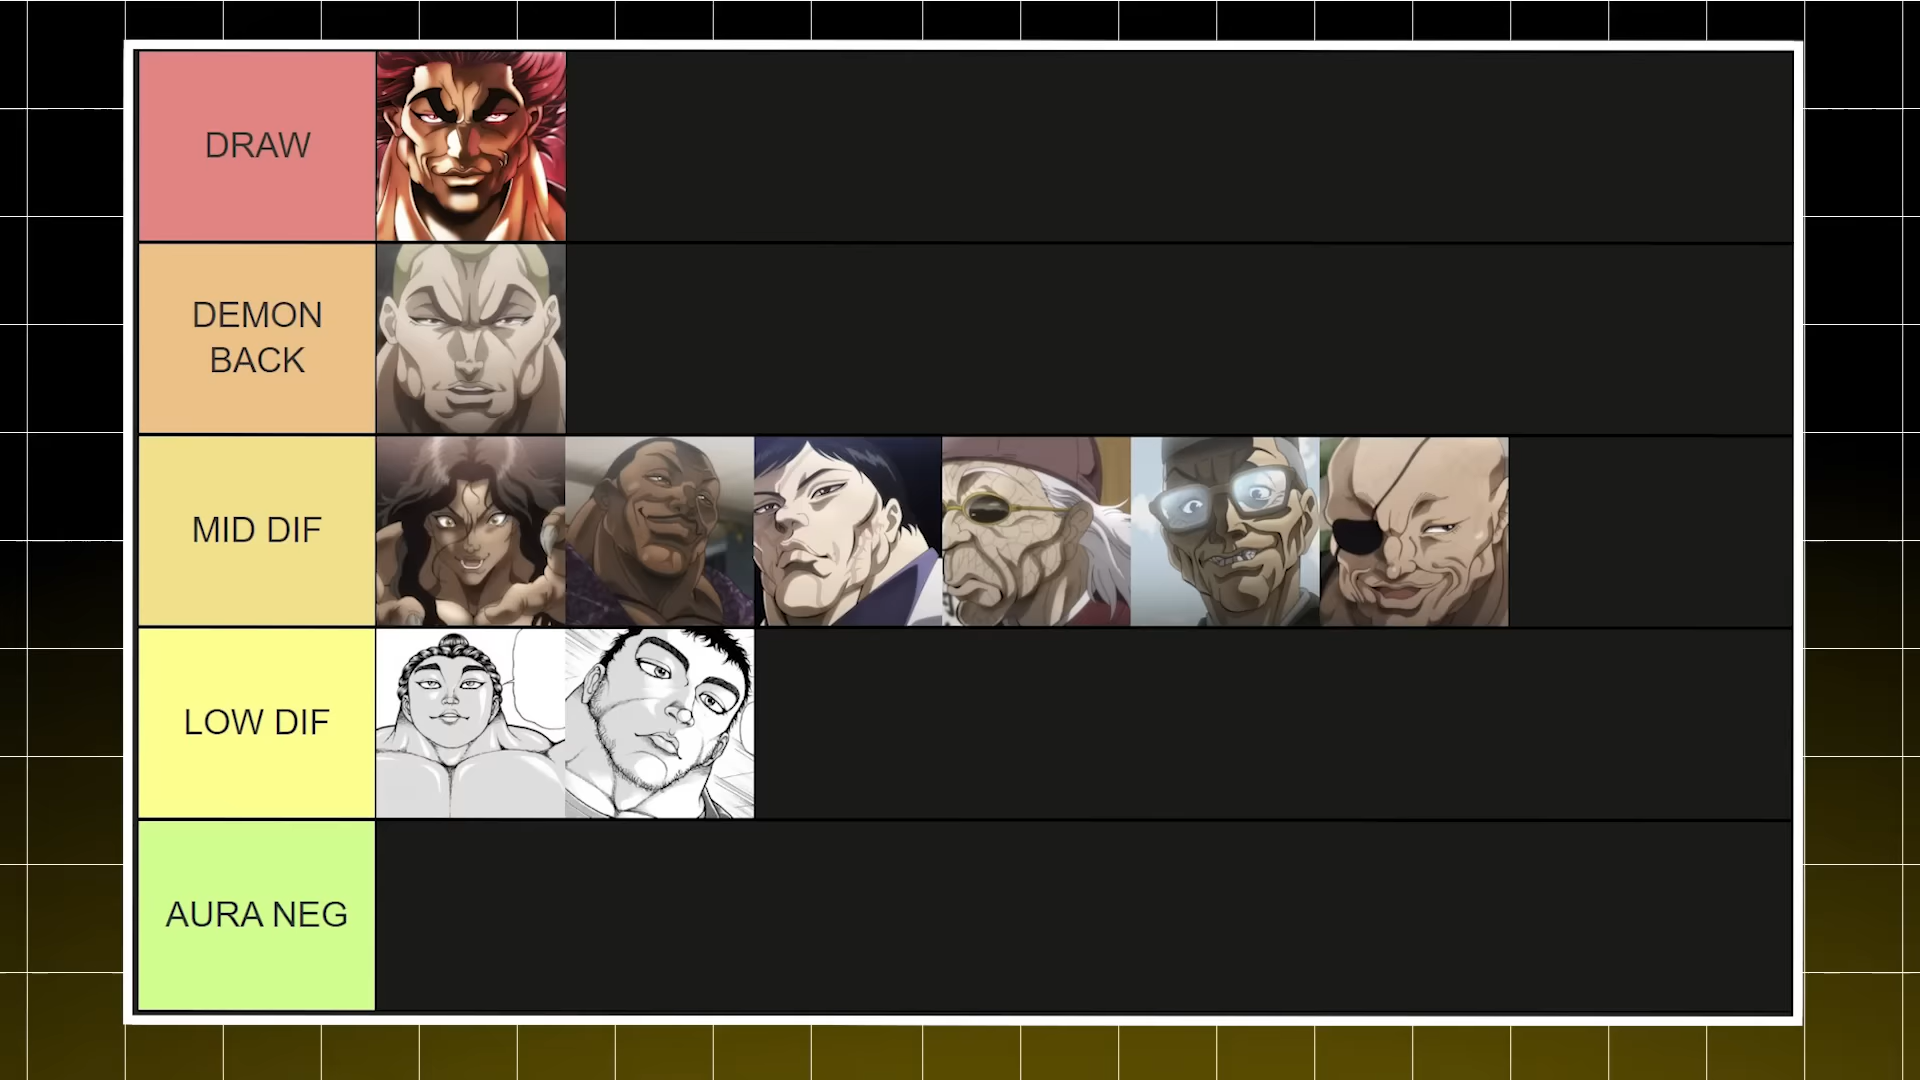 DRAW
DEMON
BACK
MID DIF
LOW DIF
AURA NEG